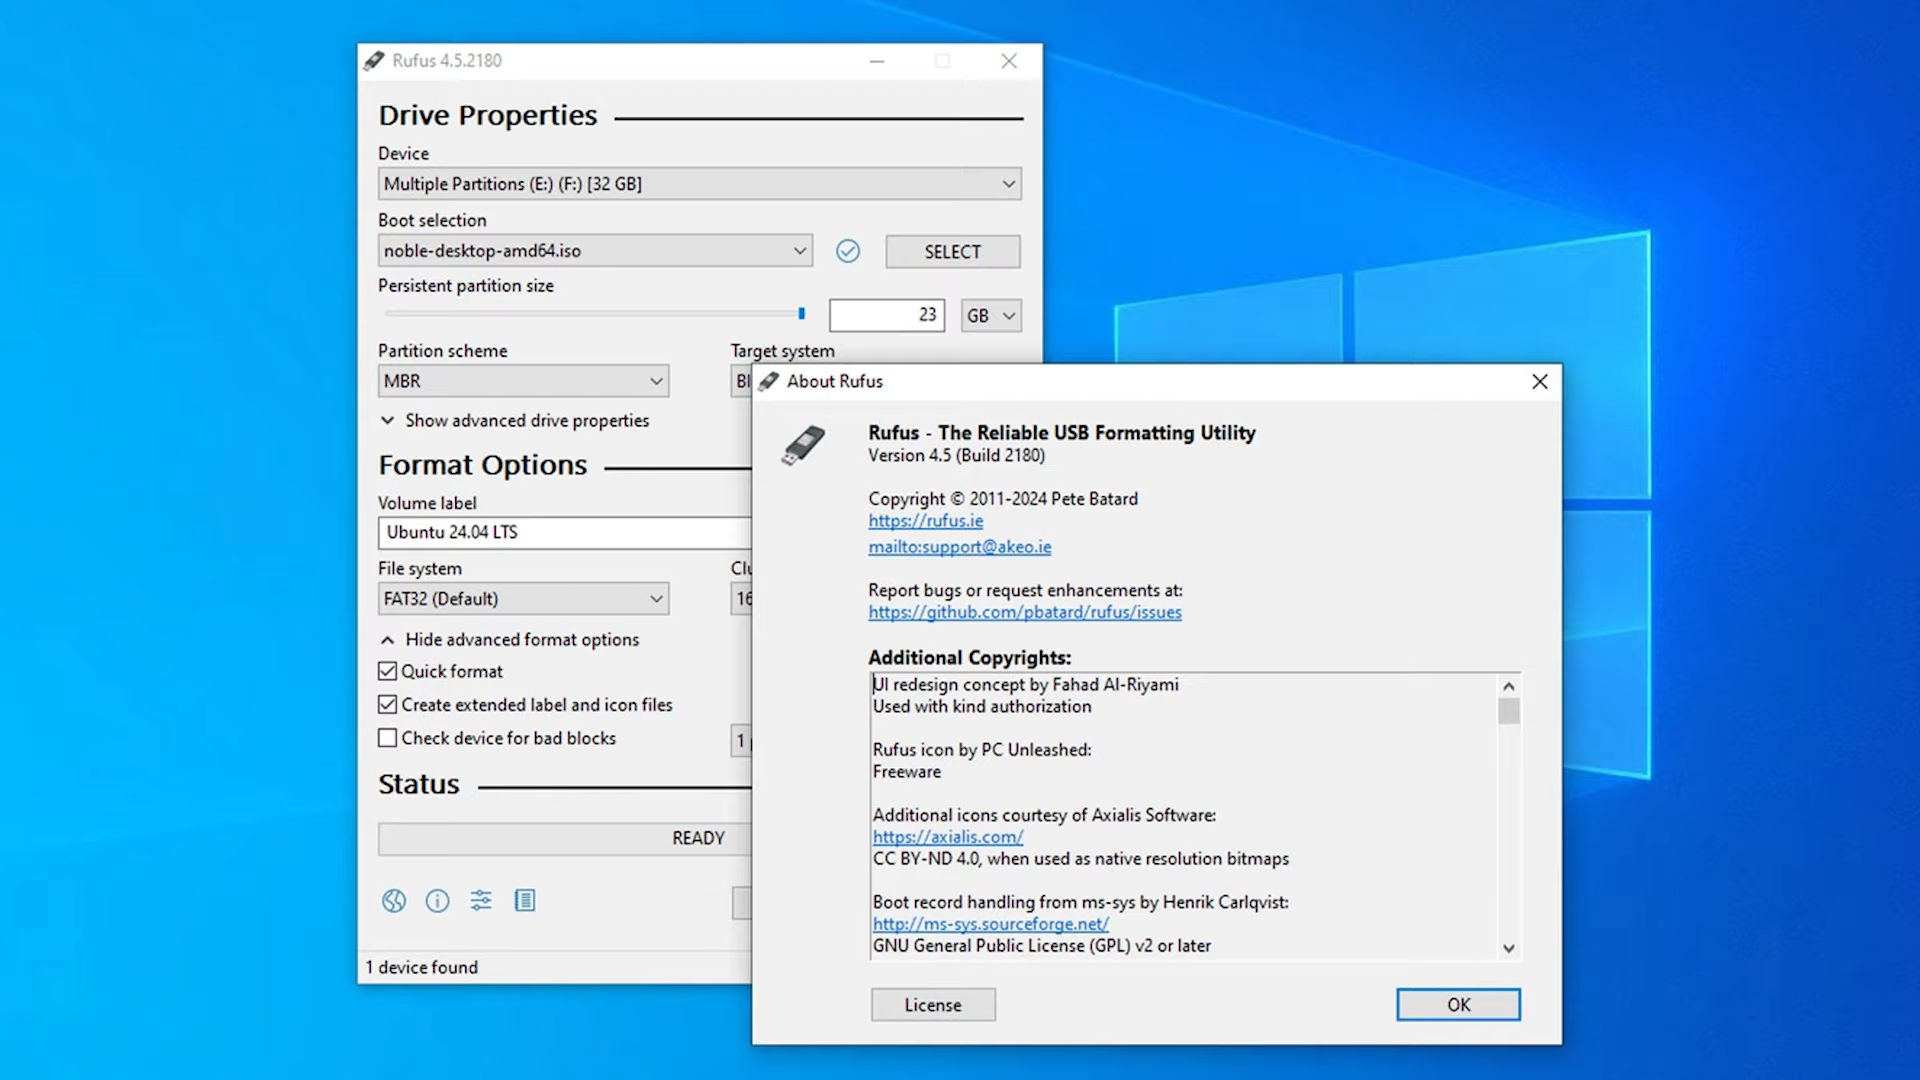 Rufus 4.5.2180
Drive Properties
Device
Multiple Partitions (E:) (F:) [32 GB]
Boot selection
noble-desktop-amd64.iso
SELECT
Persistent partition size
23
GB
Partition scheme
Target system
MBR
BI
Show advanced drive properties
Format Options
Volume label
Ubuntu 24.04 LTS
File system
Clu
FAT32 (Default)
16
Hide advanced format options
Quick format
Create extended label and icon files
Check device for bad blocks
1
Status
READY
1 device found
About Rufus
Rufus - The Reliable USB Formatting Utility
Version 4.5 (Build 2180)
Copyright © 2011-2024 Pete Batard
https://rufus.ie
mailto:support@akeo.ie
Report bugs or request enhancements at:
https://github.com/pbatard/rufus/issues
Additional Copyrights:
UI redesign concept by Fahad Al-Riyami
Used with kind authorization
Rufus icon by PC Unleashed:
Freeware
Additional icons courtesy of Axialis Software:
https://axialis.com/
CC BY-ND 4.0, when used as native resolution bitmaps
Boot record handling from ms-sys by Henrik Carlqvist:
http://ms-sys.sourceforge.net/
GNU General Public License (GPL) v2 or later
License
OK